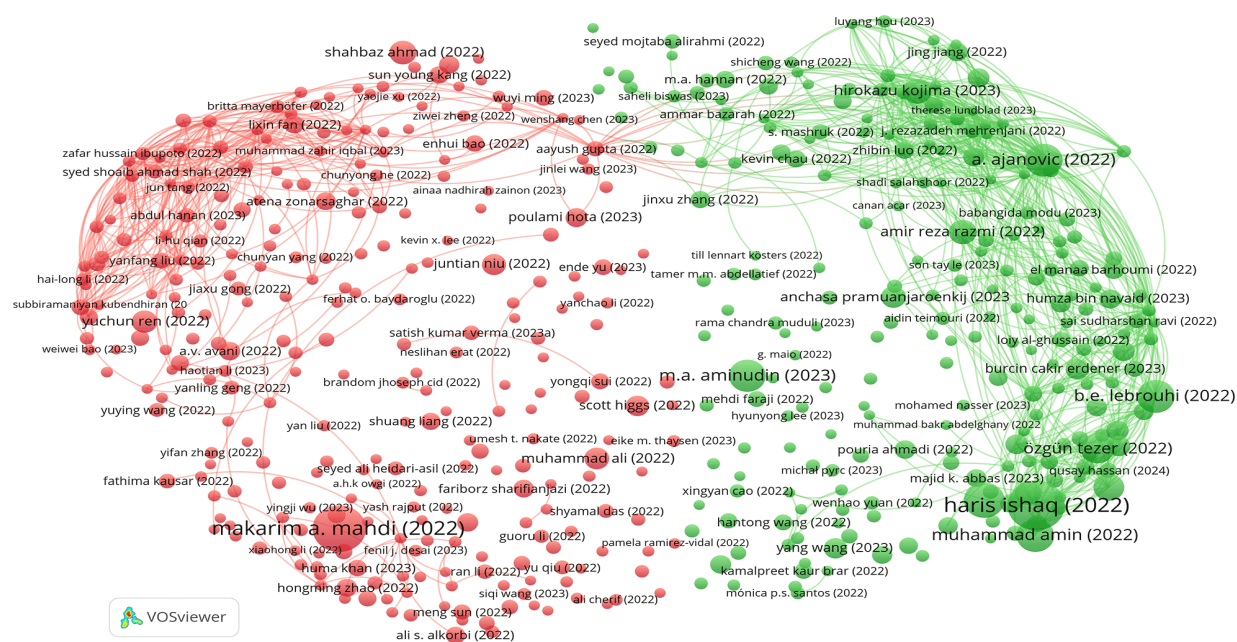 luyang hou (2023)
seyed mojtaba alirahmi (2022)
shahbaz ahmad (2022)
jing jiang (2022)
shicheng wang (2022)
sun young kang (2022)
m.a. hannan (2022)
hirokazu kojima (2023)
yaojie xu (2022)
wuyi ming (2023)
saheli biswas (2023)
britta mayerhöfer (2022)
therese lundblad (2023)
ziwei zheng (2022)
wenshang chen (2023)
ammar bazarah (2022)
lixin fan (2022)
s. mashruk (2022)
j. rezazadeh mehrenjani (2022)
enhui bao (2022)
aayush gupta (2022)
muhammad zahir iqbal (2023)
zhibin luo (2022)
zafar hussain ibupoto (2022)
kevin chau (2022)
a. ajanovic (2022)
jinlei wang (2023)
syed shoaib ahmad shah (2022)
chunyong he (2022)
shadi salahshoor (2022)
jun tang (2022)
ainaa nadhirah zainon (2023)
atena zonarsaghar (2022)
jinxu zhang (2022)
canan acar (2023)
babangida modu (2023)
abdul hanan (2023)
poulami hota (2023)
amir reza razmi (2022)
li-hu qian (2022)
kevin x. lee (2022)
till lennart kösters (2022)
chunyan yang (2022)
yanfang liu (2022)
juntian niu (2022)
ende yu (2023)
son tay le (2023)
el manaa barhoumi (2022)
tamer m.m. abdellatief (2022)
hai-long li (2022)
jiaxu gong (2022)
anchasa pramuanjaroenkij (2023
humza bin navaid (2023)
ferhat o. baydaroglu (2022)
yanchao li (2022)
subbiramaniyan kubendhiran (20
aidin teimouri (2022)
yuchun ren (2022)
rama chandra muduli (2023)
sai sudharshan ravi (2022)
satish kumar verma (2023a)
loiy al-ghussain (2022)
weiwei bao (2023)
a.v. avani (2022)
neslihan erat (2022)
g. maio (2022)
haotian li (2023)
burcin cakir erdener (2023)
m.a. aminudin (2023)
brandom jhoseph cid (2022)
yongqi sui (2022)
yanling geng (2022)
b.e. lebrouhi (2022)
mehdi faraji (2022)
scott higgs (2022)
mohamed nasser (2023)
yuying wang (2022)
hyunyong lee (2023)
shuang liang (2022)
muhammad bakr abdelghany (2022
yan liu (2022)
umesh t. nakate (2022)
eike m. thaysen (2023)
özgün tezer (2022)
pouria ahmadi (2022)
yifan zhang (2022)
muhammad ali (2022)
seyed ali heidari-asil (2022)
michal pyrc (2023)
qusay hassan (2024)
majid k. abbas (2023)
fathima kausar (2022)
a.h.k owgi (2022)
fariborz sharifianjazi (2022)
xingyan cao (2022)
wenhao yuan (2022)
haris ishaq (2022)
yingji wu (2023)
yash rajput (2022)
shyamal das (2022)
hantong wang (2022)
makarim a. mahdi (2022)
guoru li (2022)
muhammad amin (2022)
pamela ramirez-vidal (2022)
yang wang (2023)
xiaohong li (2022)
fenil j. desai (2023)
huma khan (2023)
ran li (2022)
yu qiu (2022)
kamalpreet kaur brar (2022)
hongming zhao (2022)
siqi wang (2023)
ali cherif (2022)
mónica p.s. santos (2022)
meng sun (2022)
VOSviewer
ali s. alkorbi (2022)